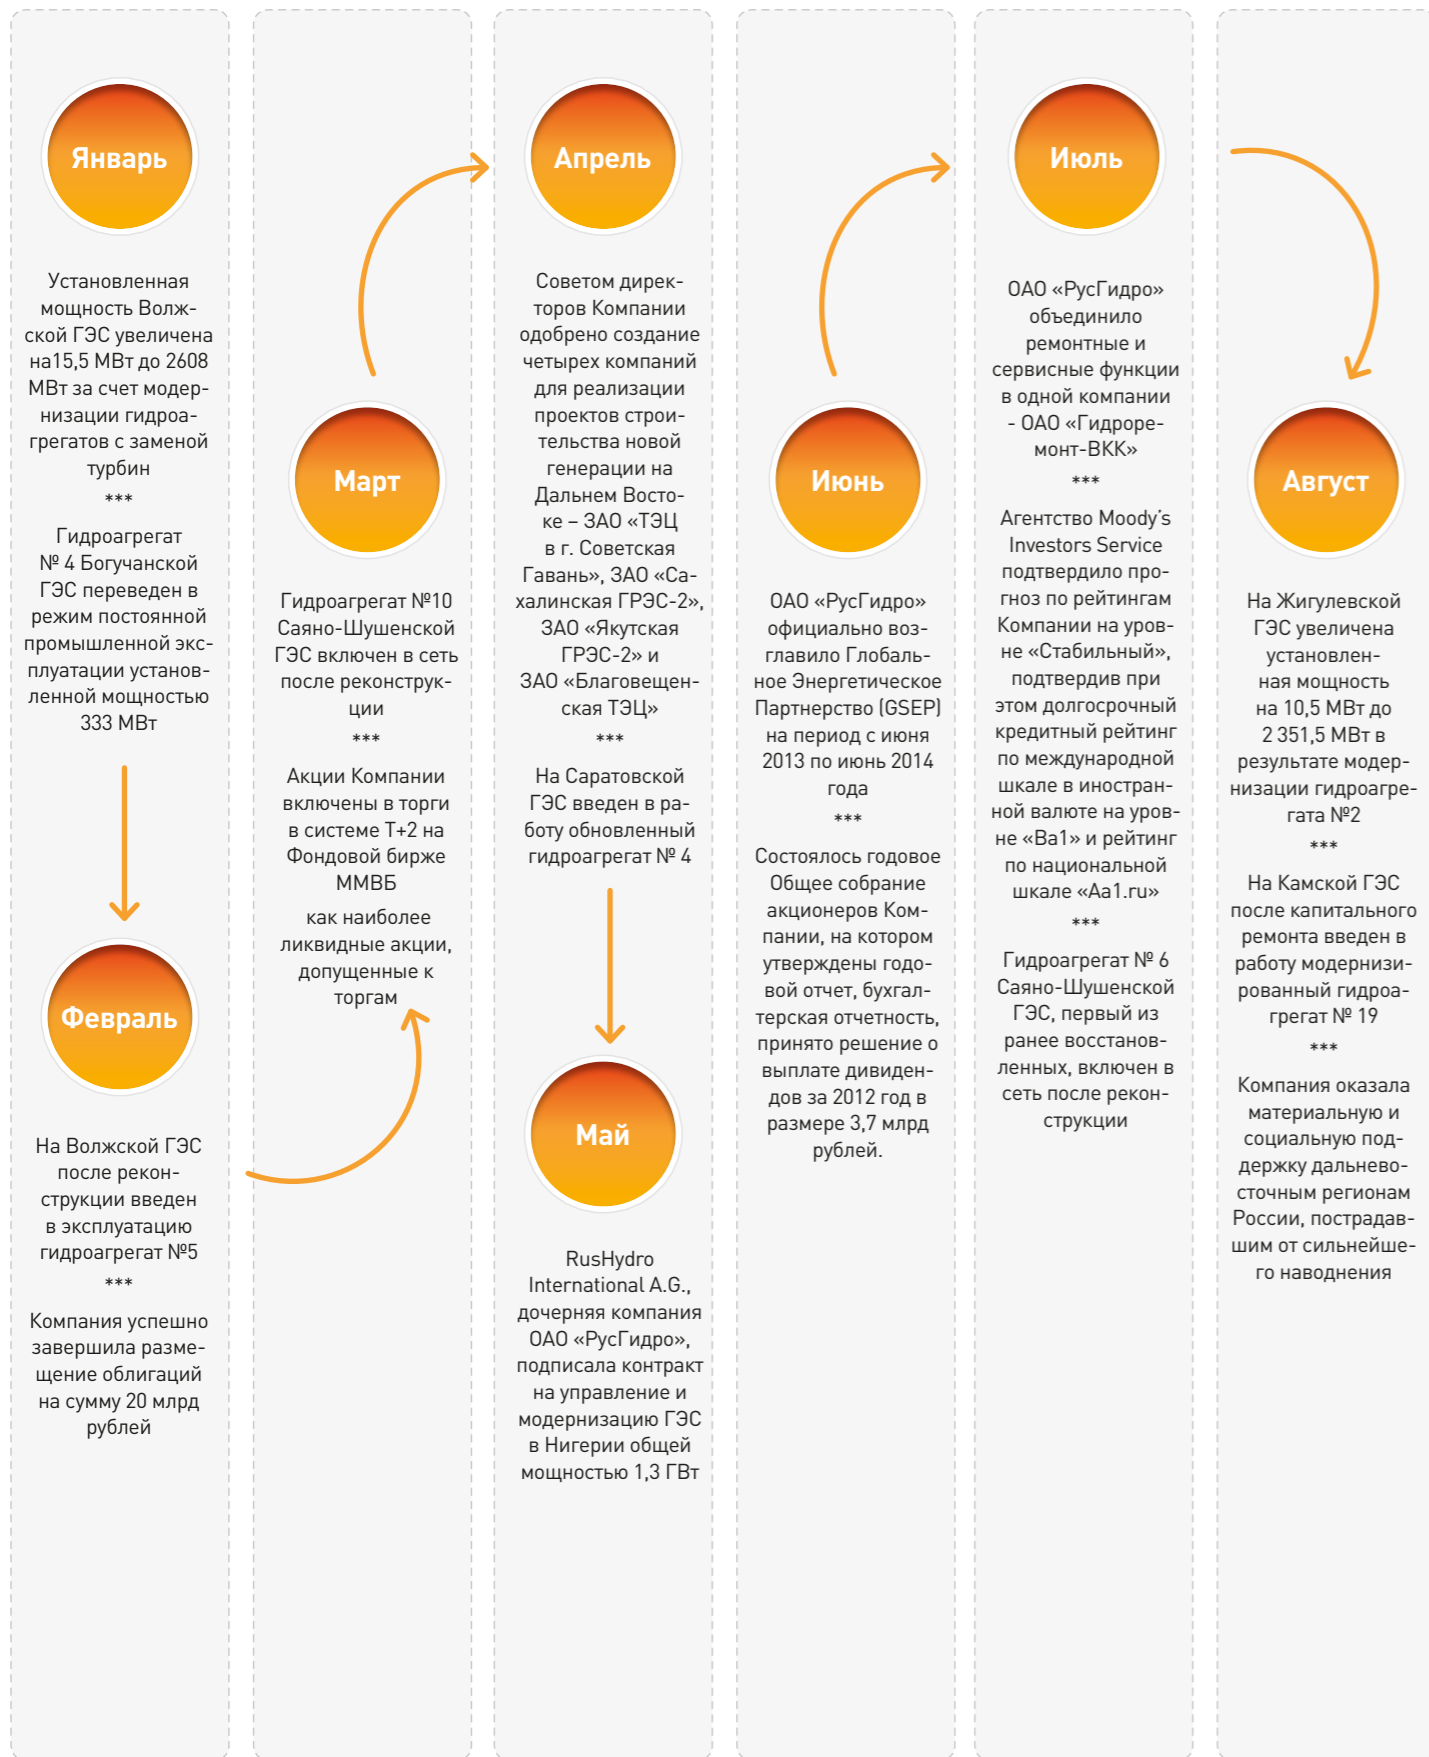 Январь
Установленная
мощность Волж-
ской ГЭС увеличена
на15,5 МВт до 2608
МВт за счет модер-
низации гидроа-
грегатов с заменой
турбин
***
Гидроагрегат
№ 4 Богучанской
ГЭС переведен в
режим постоянной
промышленной экс-
плуатации установ-
ленной мощностью
333 МВт
Февраль
На Волжской ГЭС
после рекон-
струкции введен
в эксплуатацию
гидроагрегат №5
***
Компания успешно
завершила разме-
щение облигаций
на сумму 20 млрд
рублей
Март
Гидроагрегат №10
Саяно-Шушенской
ГЭС включен в сеть
после реконструк-
ции
***
Акции Компании
включены в торги
в системе Т+2 на
Фондовой бирже
ММВБ
как наиболее
ликвидные акции,
допущенные к
торгам
Апрель
Советом дирек-
торов Компании
одобрено создание
четырех компаний
для реализации
проектов строи-
тельства новой
генерации на
Дальнем Восто-
ке – ЗАО «ТЭЦ
в г. Советская
Гавань», ЗАО «Са-
халинская ГРЭС-2»,
ЗАО «Якутская
ГРЭС-2» и
ЗАО «Благовещен-
ская ТЭЦ»
***
На Саратовской
ГЭС введен в ра-
боту обновленный
гидроагрегат № 4
Май
RusHydro
International A.G.,
дочерняя компания
ОАО «РусГидро»,
подписала контракт
на управление и
модернизацию ГЭС
в Нигерии общей
мощностью 1,3 ГВт
Июнь
ОАО «РусГидро»
официально воз-
главило Глобаль-
ное Энергетическое
Партнерство (GSEP)
на период с июня
2013 по июнь 2014
года
***
Состоялось годовое
Общее собрание
акционеров Ком-
пании, на котором
утверждены годо-
вой отчет, бухгал-
терская отчетность,
принято решение о
выплате дивиден-
дов за 2012 год в
размере 3,7 млрд
рублей.
Июль
ОАО «РусГидро»
объединило
ремонтные и
сервисные функции
в одной компании
- ОАО «Гидроре-
монт-ВКК»
***
Агентство Moody’s
Investors Service
подтвердило про-
гноз по рейтингам
Компании на уров-
не «Стабильный»,
подтвердив при
этом долгосрочный
кредитный рейтинг
по международной
шкале в иностран-
ной валюте на уров-
не «Ba1» и рейтинг
по национальной
шкале «Aa1.ru»
***
Гидроагрегат № 6
Саяно-Шушенской
ГЭС, первый из
ранее восстанов-
ленных, включен в
сеть после рекон-
струкции
Август
На Жигулевской
ГЭС увеличена
установлен-
ная мощность
на 10,5 МВт до
2 351,5 МВт в
результате модер-
низации гидроагре-
гата №2
***
На Камской ГЭС
после капитального
ремонта введен в
работу модернизи-
рованный гидроа-
грегат № 19
***
Компания оказала
материальную и
социальную под-
держку дальнево-
сточным регионам
России, пострадав-
шим от сильнейше-
го наводнения